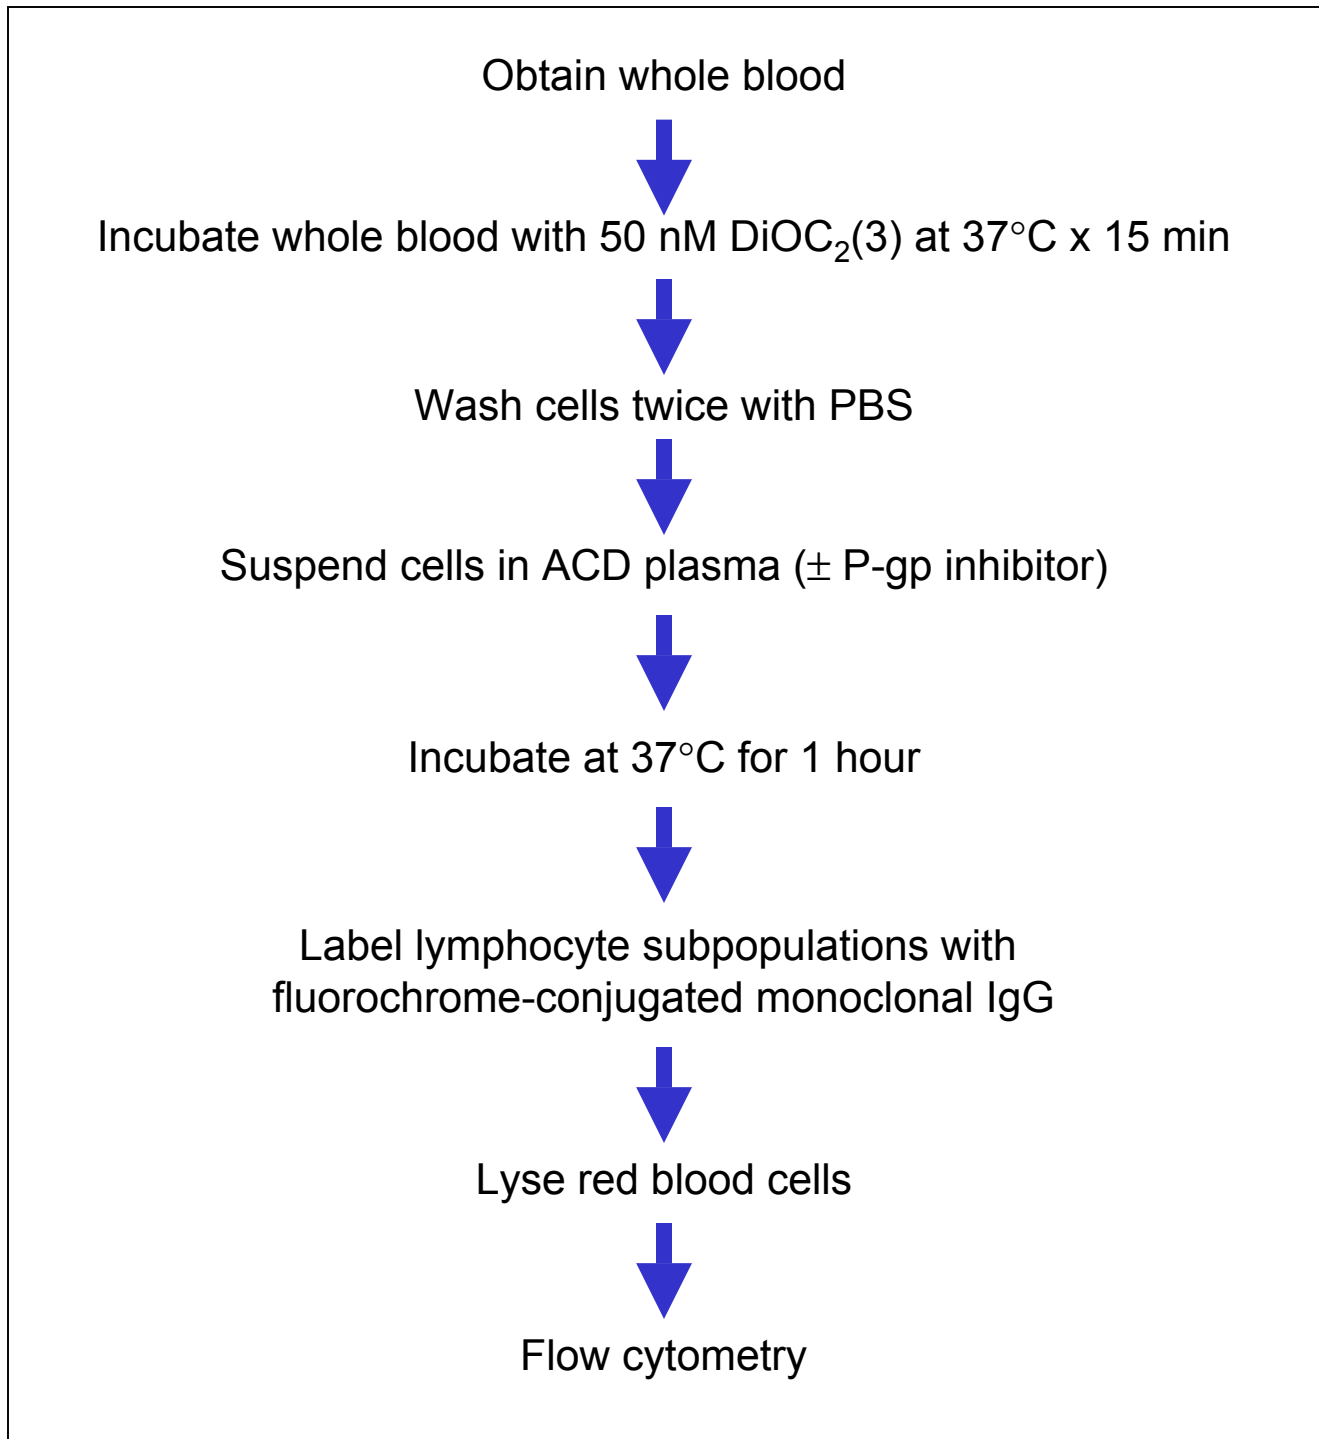 Obtain whole blood
Incubate whole blood with 50 nM DiOC₂(3) at 37°C x 15 min
Wash cells twice with PBS
Suspend cells in ACD plasma (± P-gp inhibitor)
Incubate at 37°C for 1 hour
Label lymphocyte subpopulations with
fluorochrome-conjugated monoclonal IgG
Lyse red blood cells
Flow cytometry